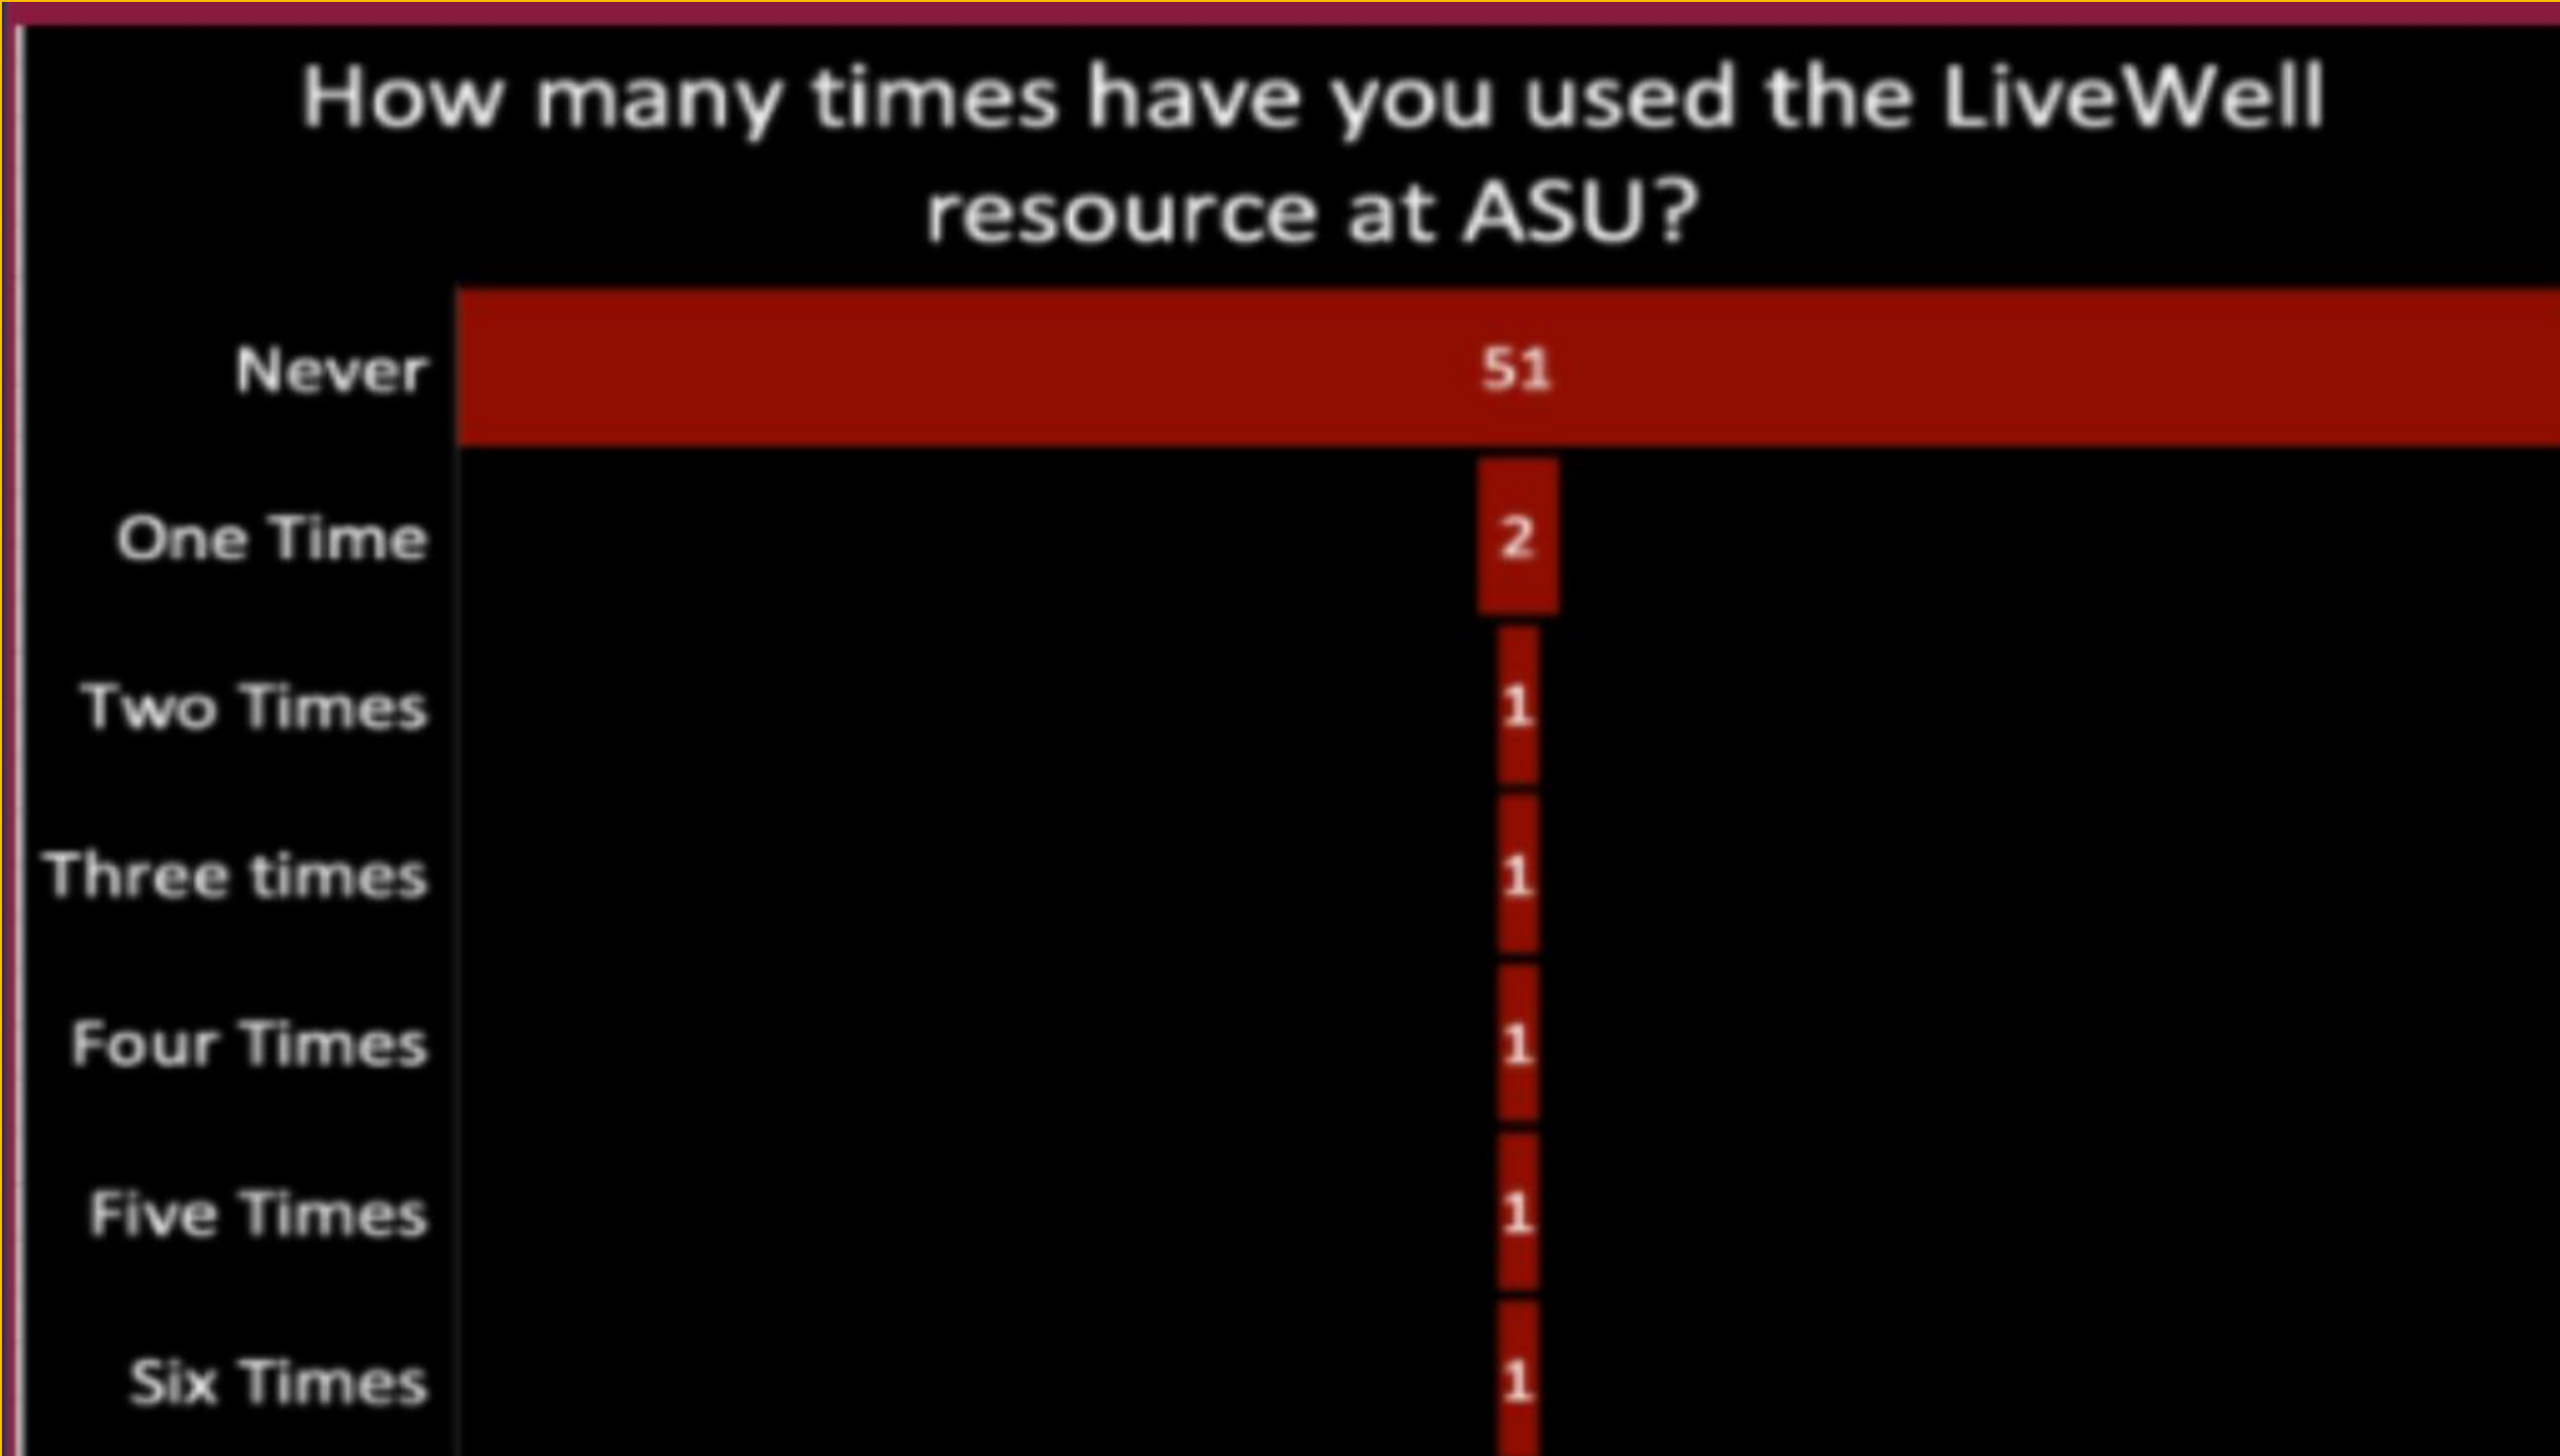 How many times have you used the LiveWell
resource at ASU?
Never 51
One Time 2
Two Times 1
Three times 1
Four Times 1
Five Times 1
Six Times 1